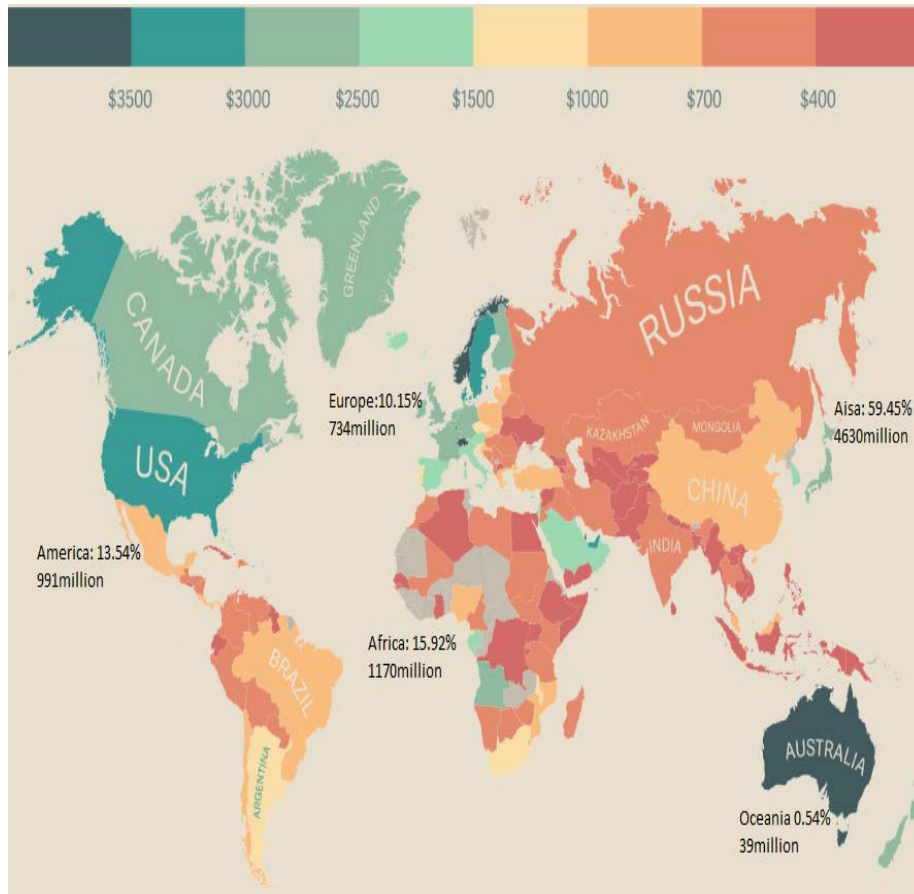 $3500 $3000 $2500 $1500 $1000 $700 $400
GREENLAND
CANADA
RUSSIA
Europe:10.15%
734million
Aisa: 59.45%
4630million
KAZAKHSTAN
MONGOLIA
USA
CHINA
INDIA
America: 13.54%
991million
Africa: 15.92%
1170million
BRAZIL
ARGENTINA
AUSTRALIA
Oceania 0.54%
39million